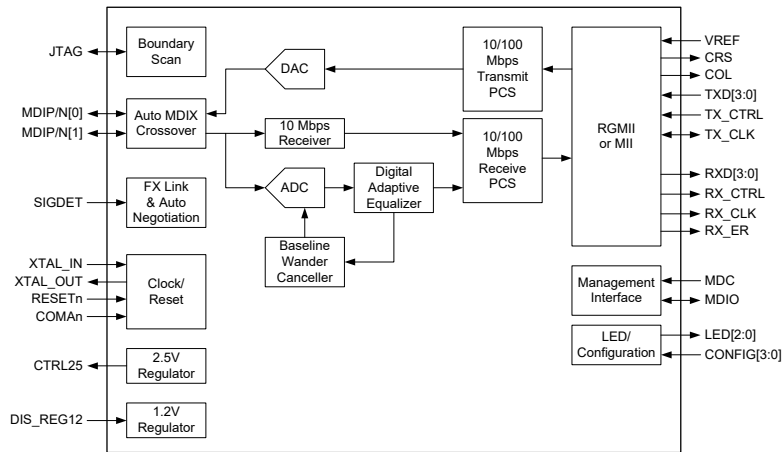 JTAG
MDIP/N[0]
MDIP/N[1]
SIGDET
XTAL_IN
XTAL_OUT
RESETn
COMAn
CTRL25
DIS_REG12
Boundary
Scan
Auto MDIX
Crossover
FX Link
& Auto
Negotiation
Clock/
Reset
2.5V
Regulator
1.2V
Regulator
DAC
10 Mbps
Receiver
ADC
Digital
Adaptive
Equalizer
Baseline
Wander
Canceller
10/100
Mbps
Transmit
PCS
10/100
Mbps
Receive
PCS
RGMII
or MII
Management
Interface
LED/
Configuration
VREF
CRS
COL
TXD[3:0]
TX_CTRL
TX_CLK
RXD[3:0]
RX_CTRL
RX_CLK
RX_ER
MDC
MDIO
LED[2:0]
CONFIG[3:0]